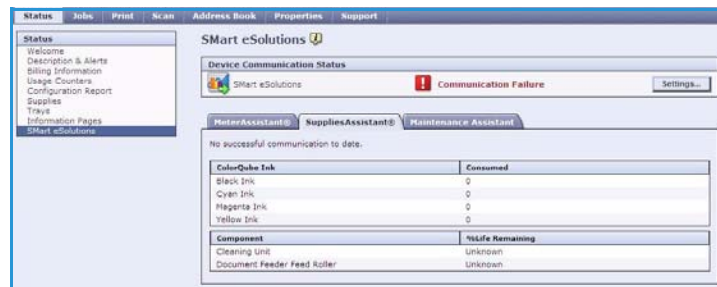 Status Jobs Print Scan Address Book Properties Support
Status
Welcome
Description & Alerts
Billing Information
Usage Counters
Configuration Report
Supplies
Trays
Information Pages
SMart eSolutions
SMart eSolutions
Device Communication Status
SMart eSolutions Communication Failure Settings...
MeterAssistant® SuppliesAssistant® Maintenance Assistant
No successful communication to date.
ColorQube Ink Consumed
Black Ink 0
Cyan Ink 0
Magenta Ink 0
Yellow Ink 0
Component %Life Remaining
Cleaning Unit Unknown
Document Feeder Feed Roller Unknown